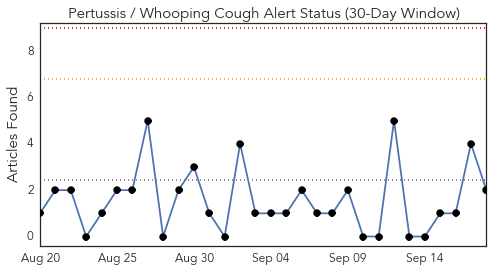 Pertussis / Whooping Cough Alert Status (30-Day Window)
Articles Found
8
6
4
2
0
Aug 20 Aug 25 Aug 30 Sep 04 Sep 09 Sep 14